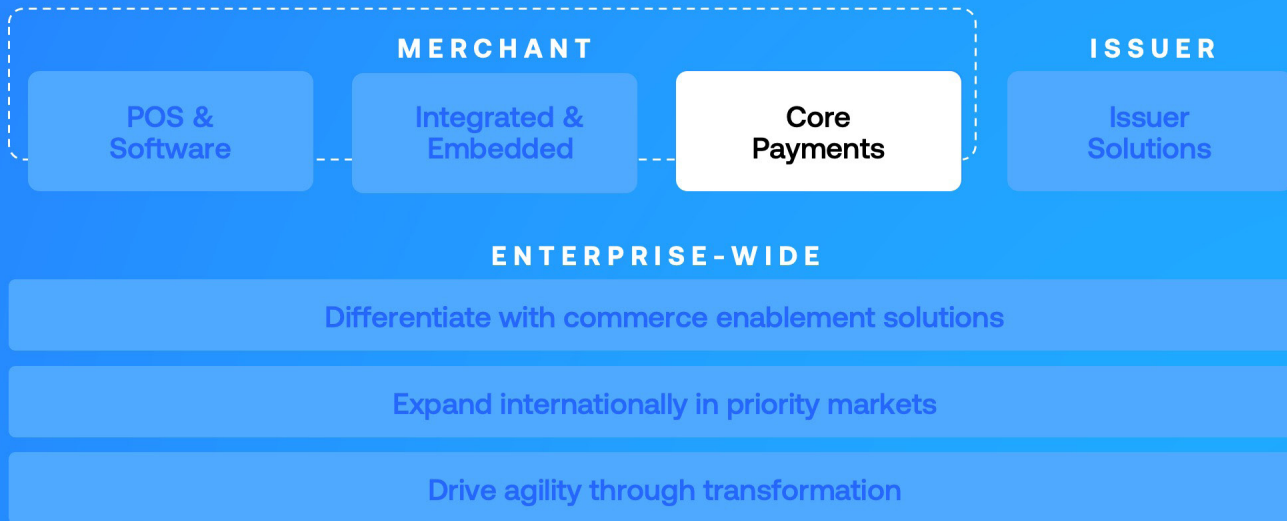 MERCHANT
ISSUER
POS &
Software
Integrated &
Embedded
Core
Payments
Issuer
Solutions
ENTERPRISE-WIDE
Differentiate with commerce enablement solutions
Expand internationally in priority markets
Drive agility through transformation